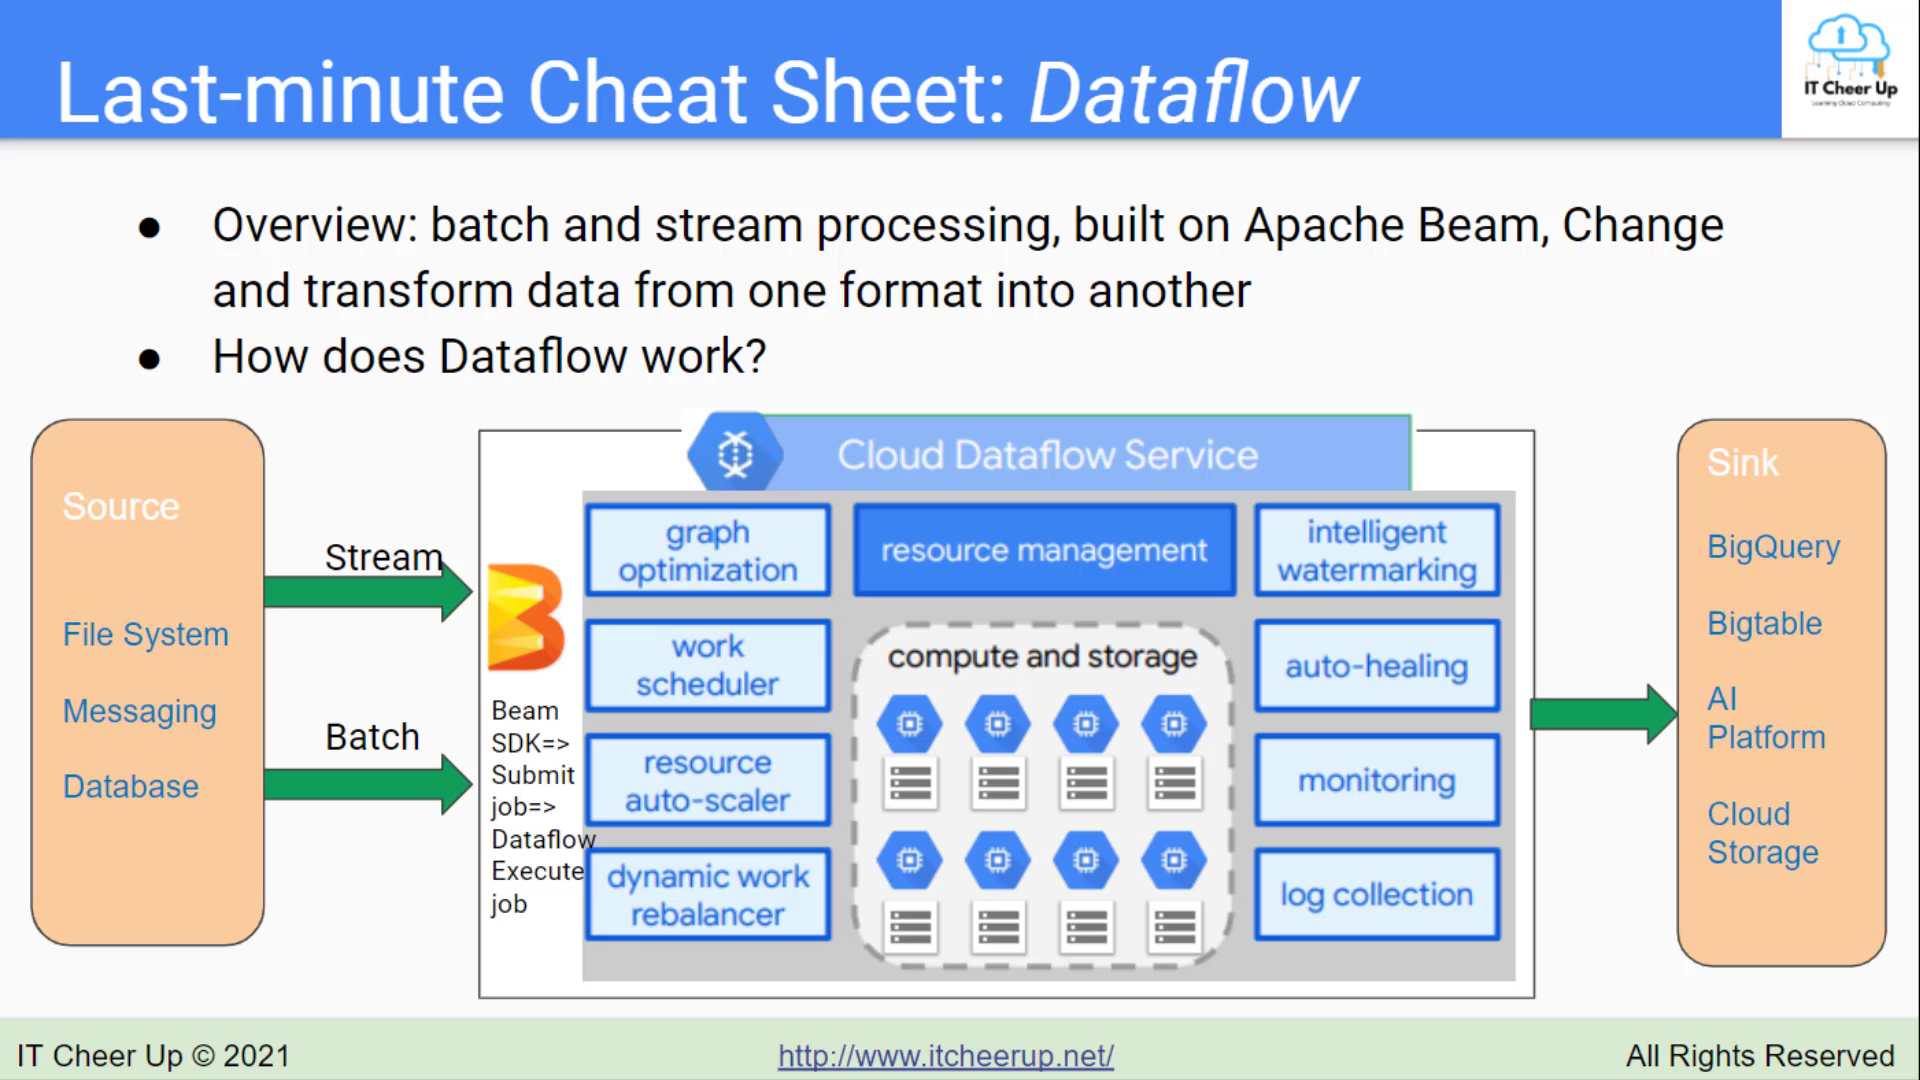 Last-minute Cheat Sheet: Dataflow
IT Cheer Up
Learning Cloud Computing
● Overview: batch and stream processing, built on Apache Beam, Change
and transform data from one format into another
● How does Dataflow work?
Source
File System
Messaging
Database
Stream
Batch
Beam
SDK=>
Submit
job=>
Dataflow
Execute
job
Cloud Dataflow Service
graph
optimization
work
scheduler
resource
auto-scaler
dynamic work
rebalancer
resource management
compute and storage
intelligent
watermarking
auto-healing
monitoring
log collection
Sink
BigQuery
Bigtable
AI
Platform
Cloud
Storage
IT Cheer Up © 2021
http://www.itcheerup.net/
All Rights Reserved